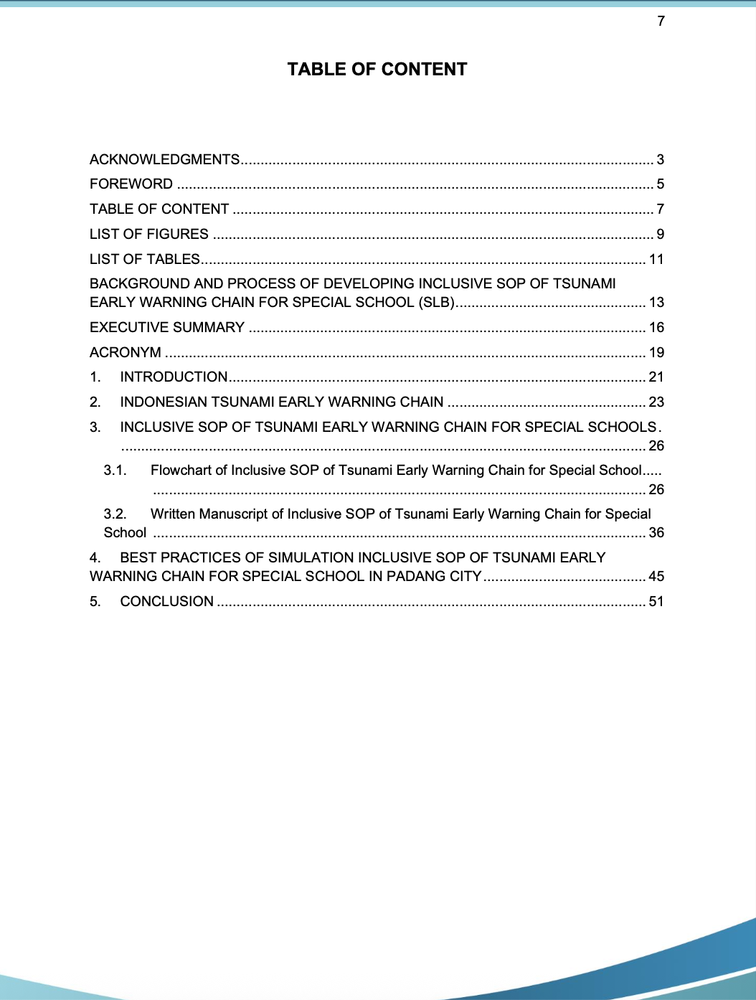 7
TABLE OF CONTENT
ACKNOWLEDGMENTS........................................................................................................ 3
FOREWORD ........................................................................................................................ 5
TABLE OF CONTENT .......................................................................................................... 7
LIST OF FIGURES ............................................................................................................... 9
LIST OF TABLES................................................................................................................ 11
BACKGROUND AND PROCESS OF DEVELOPING INCLUSIVE SOP OF TSUNAMI
EARLY WARNING CHAIN FOR SPECIAL SCHOOL (SLB)................................................ 13
EXECUTIVE SUMMARY .................................................................................................... 16
ACRONYM ......................................................................................................................... 19
1. INTRODUCTION......................................................................................................... 21
2. INDONESIAN TSUNAMI EARLY WARNING CHAIN .................................................. 23
3. INCLUSIVE SOP OF TSUNAMI EARLY WARNING CHAIN FOR SPECIAL SCHOOLS.
.................................................................................................................................... 26
3.1. Flowchart of Inclusive SOP of Tsunami Early Warning Chain for Special School.....
............................................................................................................................ 26
3.2. Written Manuscript of Inclusive SOP of Tsunami Early Warning Chain for Special
School ............................................................................................................................ 36
4. BEST PRACTICES OF SIMULATION INCLUSIVE SOP OF TSUNAMI EARLY
WARNING CHAIN FOR SPECIAL SCHOOL IN PADANG CITY......................................... 45
5. CONCLUSION ............................................................................................................ 51